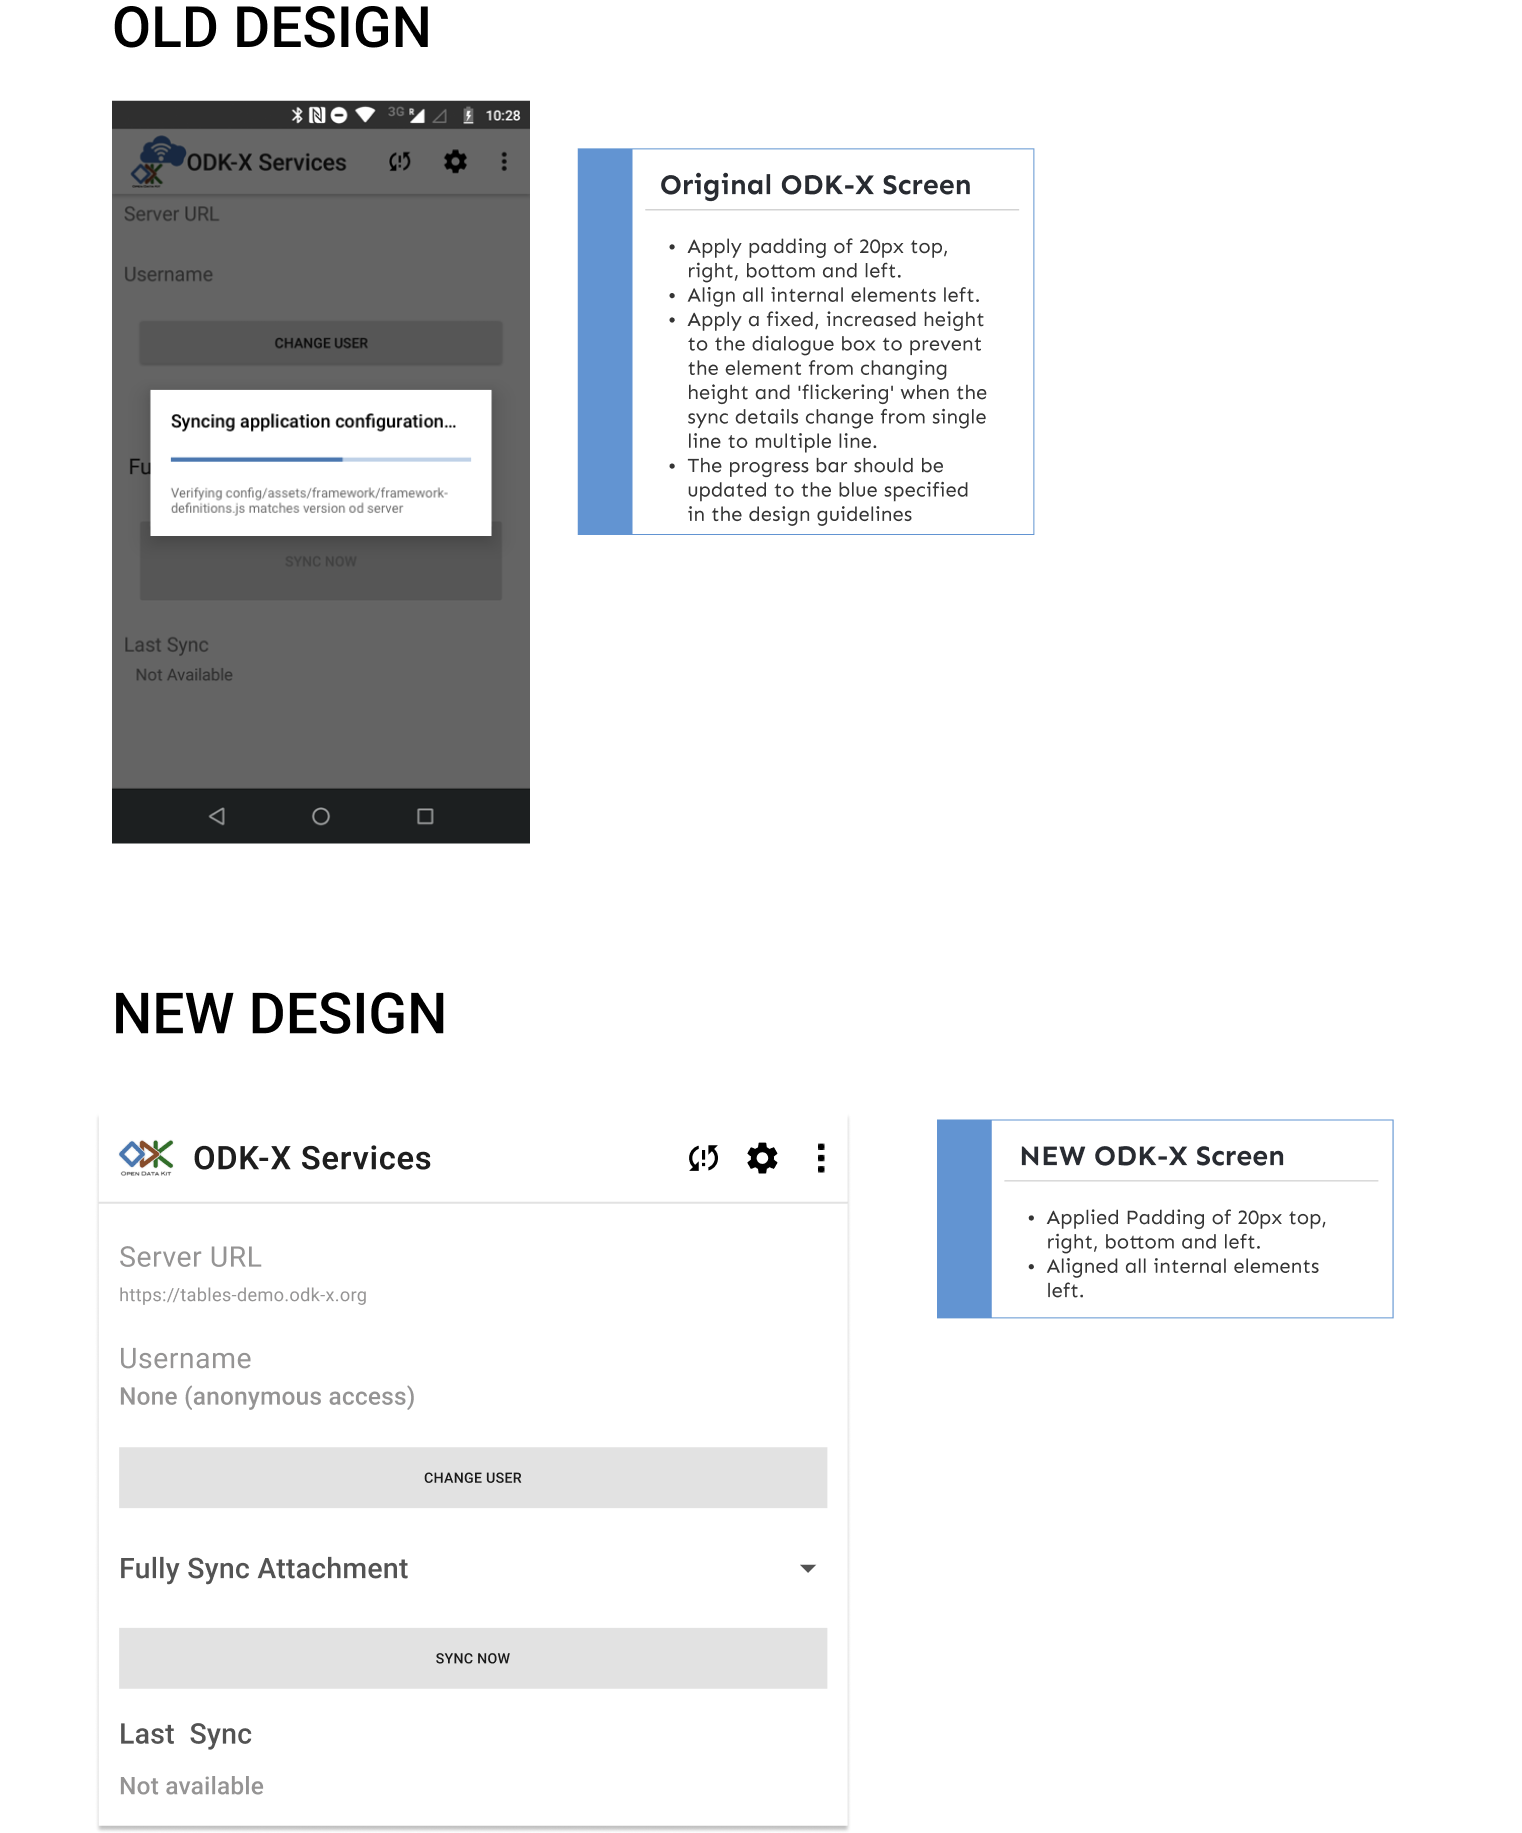 OLD DESIGN
3G R 10:28
ODK-X Services
Server URL
Username
CHANGE USER
Syncing application configuration...
Fu
Verifying config/assets/framework/framework-
definitions.js matches version od server
SYNC NOW
Last Sync
Not Available
Original ODK-X Screen
• Apply padding of 20px top,
right, bottom and left.
• Align all internal elements left.
• Apply a fixed, increased height
to the dialogue box to prevent
the element from changing
height and 'flickering' when the
sync details change from single
line to multiple line.
• The progress bar should be
updated to the blue specified
in the design guidelines
NEW DESIGN
OPEN DATA KIT
ODK-X Services
Server URL
https://tables-demo.odk-x.org
Username
None (anonymous access)
CHANGE USER
Fully Sync Attachment
SYNC NOW
Last Sync
Not available
NEW ODK-X Screen
• Applied Padding of 20px top,
right, bottom and left.
• Aligned all internal elements
left.